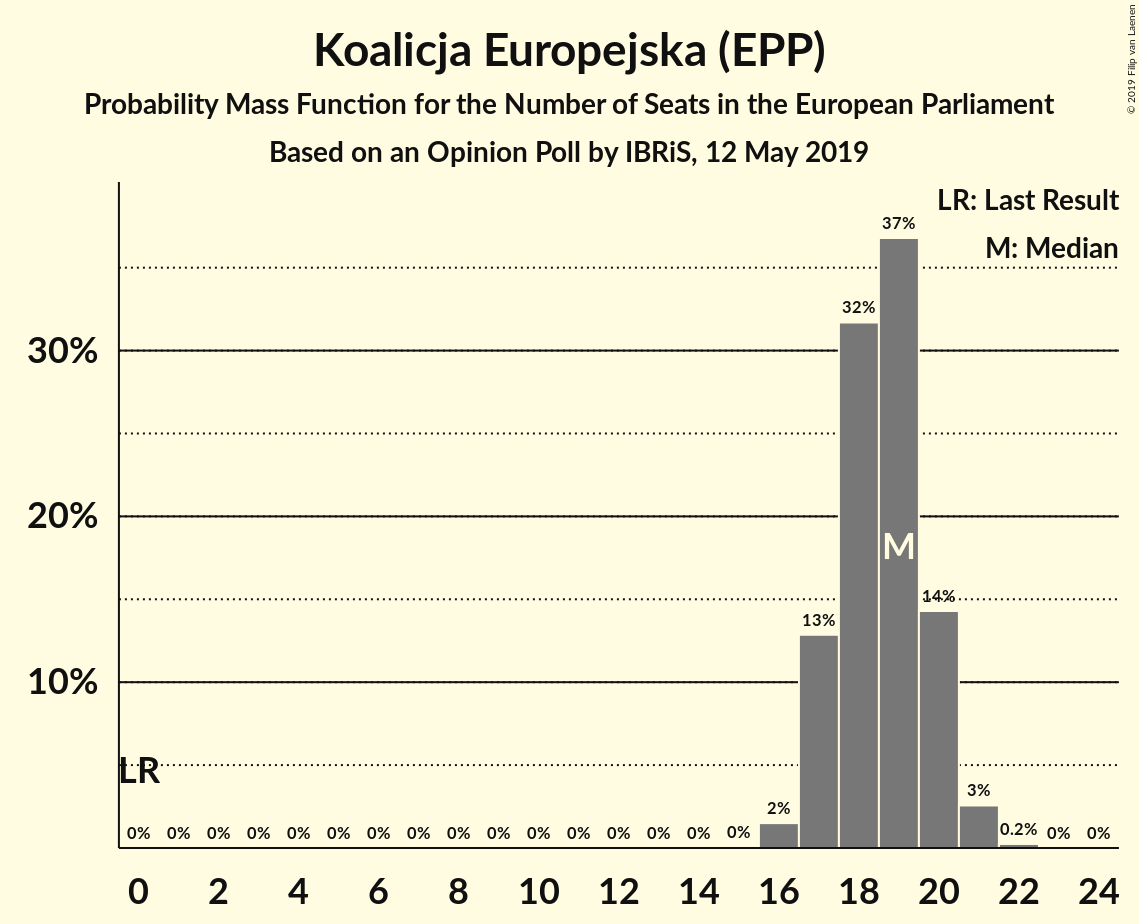 Koalicja Europejska (EPP)
Probability Mass Function for the Number of Seats in the European Parliament
Based on an Opinion Poll by IBRiS, 12 May 2019
© 2019 Filip van Laenen
LR: Last Result
M: Median
37%
32%
30%
20%
M
14%
13%
10%
LR
3%
2%
0% 0% 0% 0% 0% 0% 0% 0% 0% 0% 0% 0% 0% 0% 0% 0% 0.2% 0% 0%
0 2 4 6 8 10 12 14 16 18 20 22 24